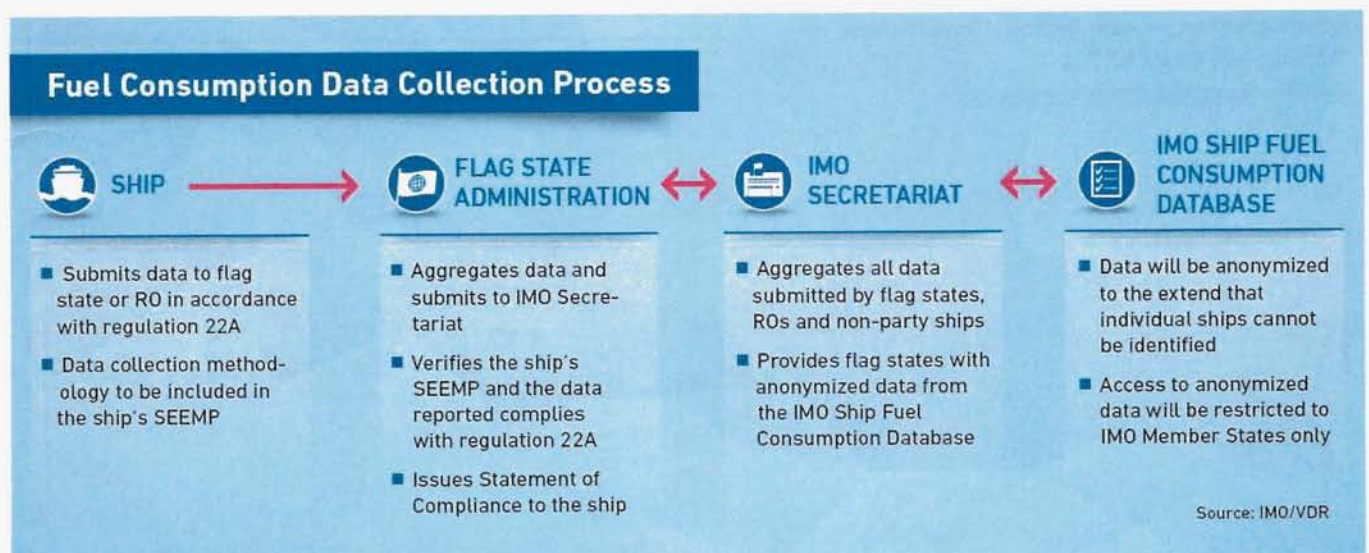 Fuel Consumption Data Collection Process
SHIP
■ Submits data to flag
state or RO in accordance
with regulation 22A
■ Data collection method-
ology to be included in
the ship's SEEMP
FLAG STATE
ADMINISTRATION
■ Aggregates data and
submits to IMO Secre-
tariat
■ Verifies the ship's
SEEMP and the data
reported complies
with regulation 22A
■ Issues Statement of
Compliance to the ship
IMO
SECRETARIAT
■ Aggregates all data
submitted by flag states,
ROs and non-party ships
■ Provides flag states with
anonymized data from
the IMO Ship Fuel
Consumption Database
IMO SHIP FUEL
CONSUMPTION
DATABASE
■ Data will be anonymized
to the extend that
individual ships cannot
be identified
■ Access to anonymized
data will be restricted to
IMO Member States only
Source: IMO/VDR